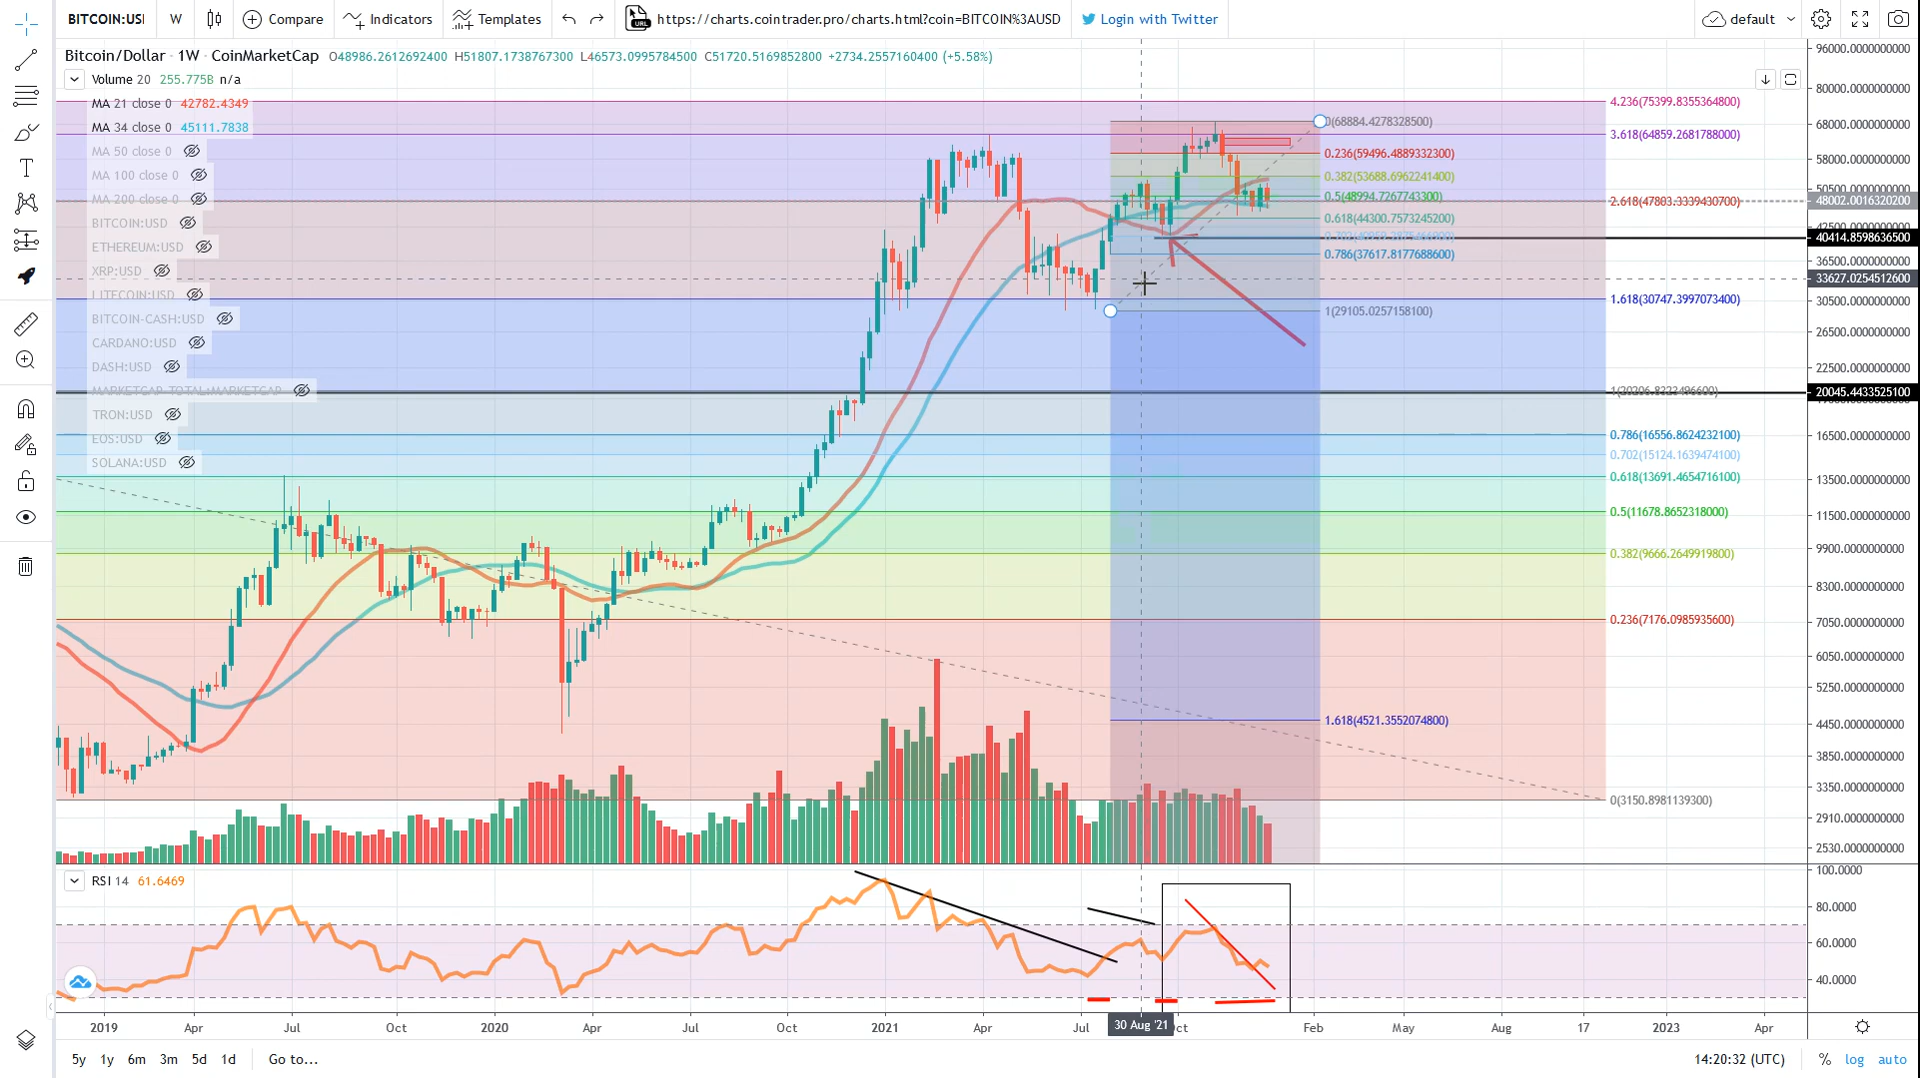 BITCOIN:USI W Compare Indicators Templates https://charts.cointrader.pro/charts.html?coin=BITCOIN%3AUSD Login with Twitter default
Bitcoin/Dollar 1W CoinMarketCap O48986.2612692400 H51807.1738767300 L46573.0995784500 C51720.5169852800 +2734.2557160400 (+5.58%)
Volume 20 255.775B n/a
MA 21 close 0 42782.4349
MA 34 close 0 45111.7838
MA 50 close 0
MA 100 close 0
MA 200 close 0
BITCOIN:USD
ETHEREUM:USD
XRP:USD
LITECOIN:USD
BITCOIN-CASH:USD
CARDANO:USD
DASH:USD
MARKETCAP-TOTAL:MARKETCAP
TRON:USD
EOS:USD
SOLANA:USD
0(68884.4278328500)
0.236(59496.4889332300)
0.382(53688.6962241400)
0.5(48994.7267743300)
0.618(44300.7573245200)
0.786(37617.8177688600)
1(29105.0257158100)
1.618(4521.3552074800)
4.236(75399.8355364800)
3.618(64859.2681788000)
2.618(47803.3339430700)
1.618(30747.3997073400)
1(20206.8323496600)
0.786(16556.8624232100)
0.702(15124.1639474100)
0.618(13691.4654716100)
0.5(11678.8652318000)
0.382(9666.2649919800)
0.236(7176.0985935600)
0(3150.8981139300)
96000.0000000000
80000.0000000000
68000.0000000000
58000.0000000000
50500.0000000000
48002.0016320200
42500.0000000000
40414.8598636500
36500.0000000000
33627.0254512600
30500.0000000000
26500.0000000000
22500.0000000000
20045.4433525100
16500.0000000000
13500.0000000000
11500.0000000000
9900.0000000000
8300.0000000000
7050.0000000000
6050.0000000000
5250.0000000000
4450.0000000000
3850.0000000000
3350.0000000000
2910.0000000000
2530.0000000000
RSI 14 61.6469
100.0000
80.0000
60.0000
40.0000
2019 Apr Jul Oct 2020 Apr Jul Oct 2021 Apr Jul 30 Aug '21 Feb May Aug 17 2023 Apr
5y 1y 6m 3m 5d 1d Go to... 14:20:32 (UTC) % log auto